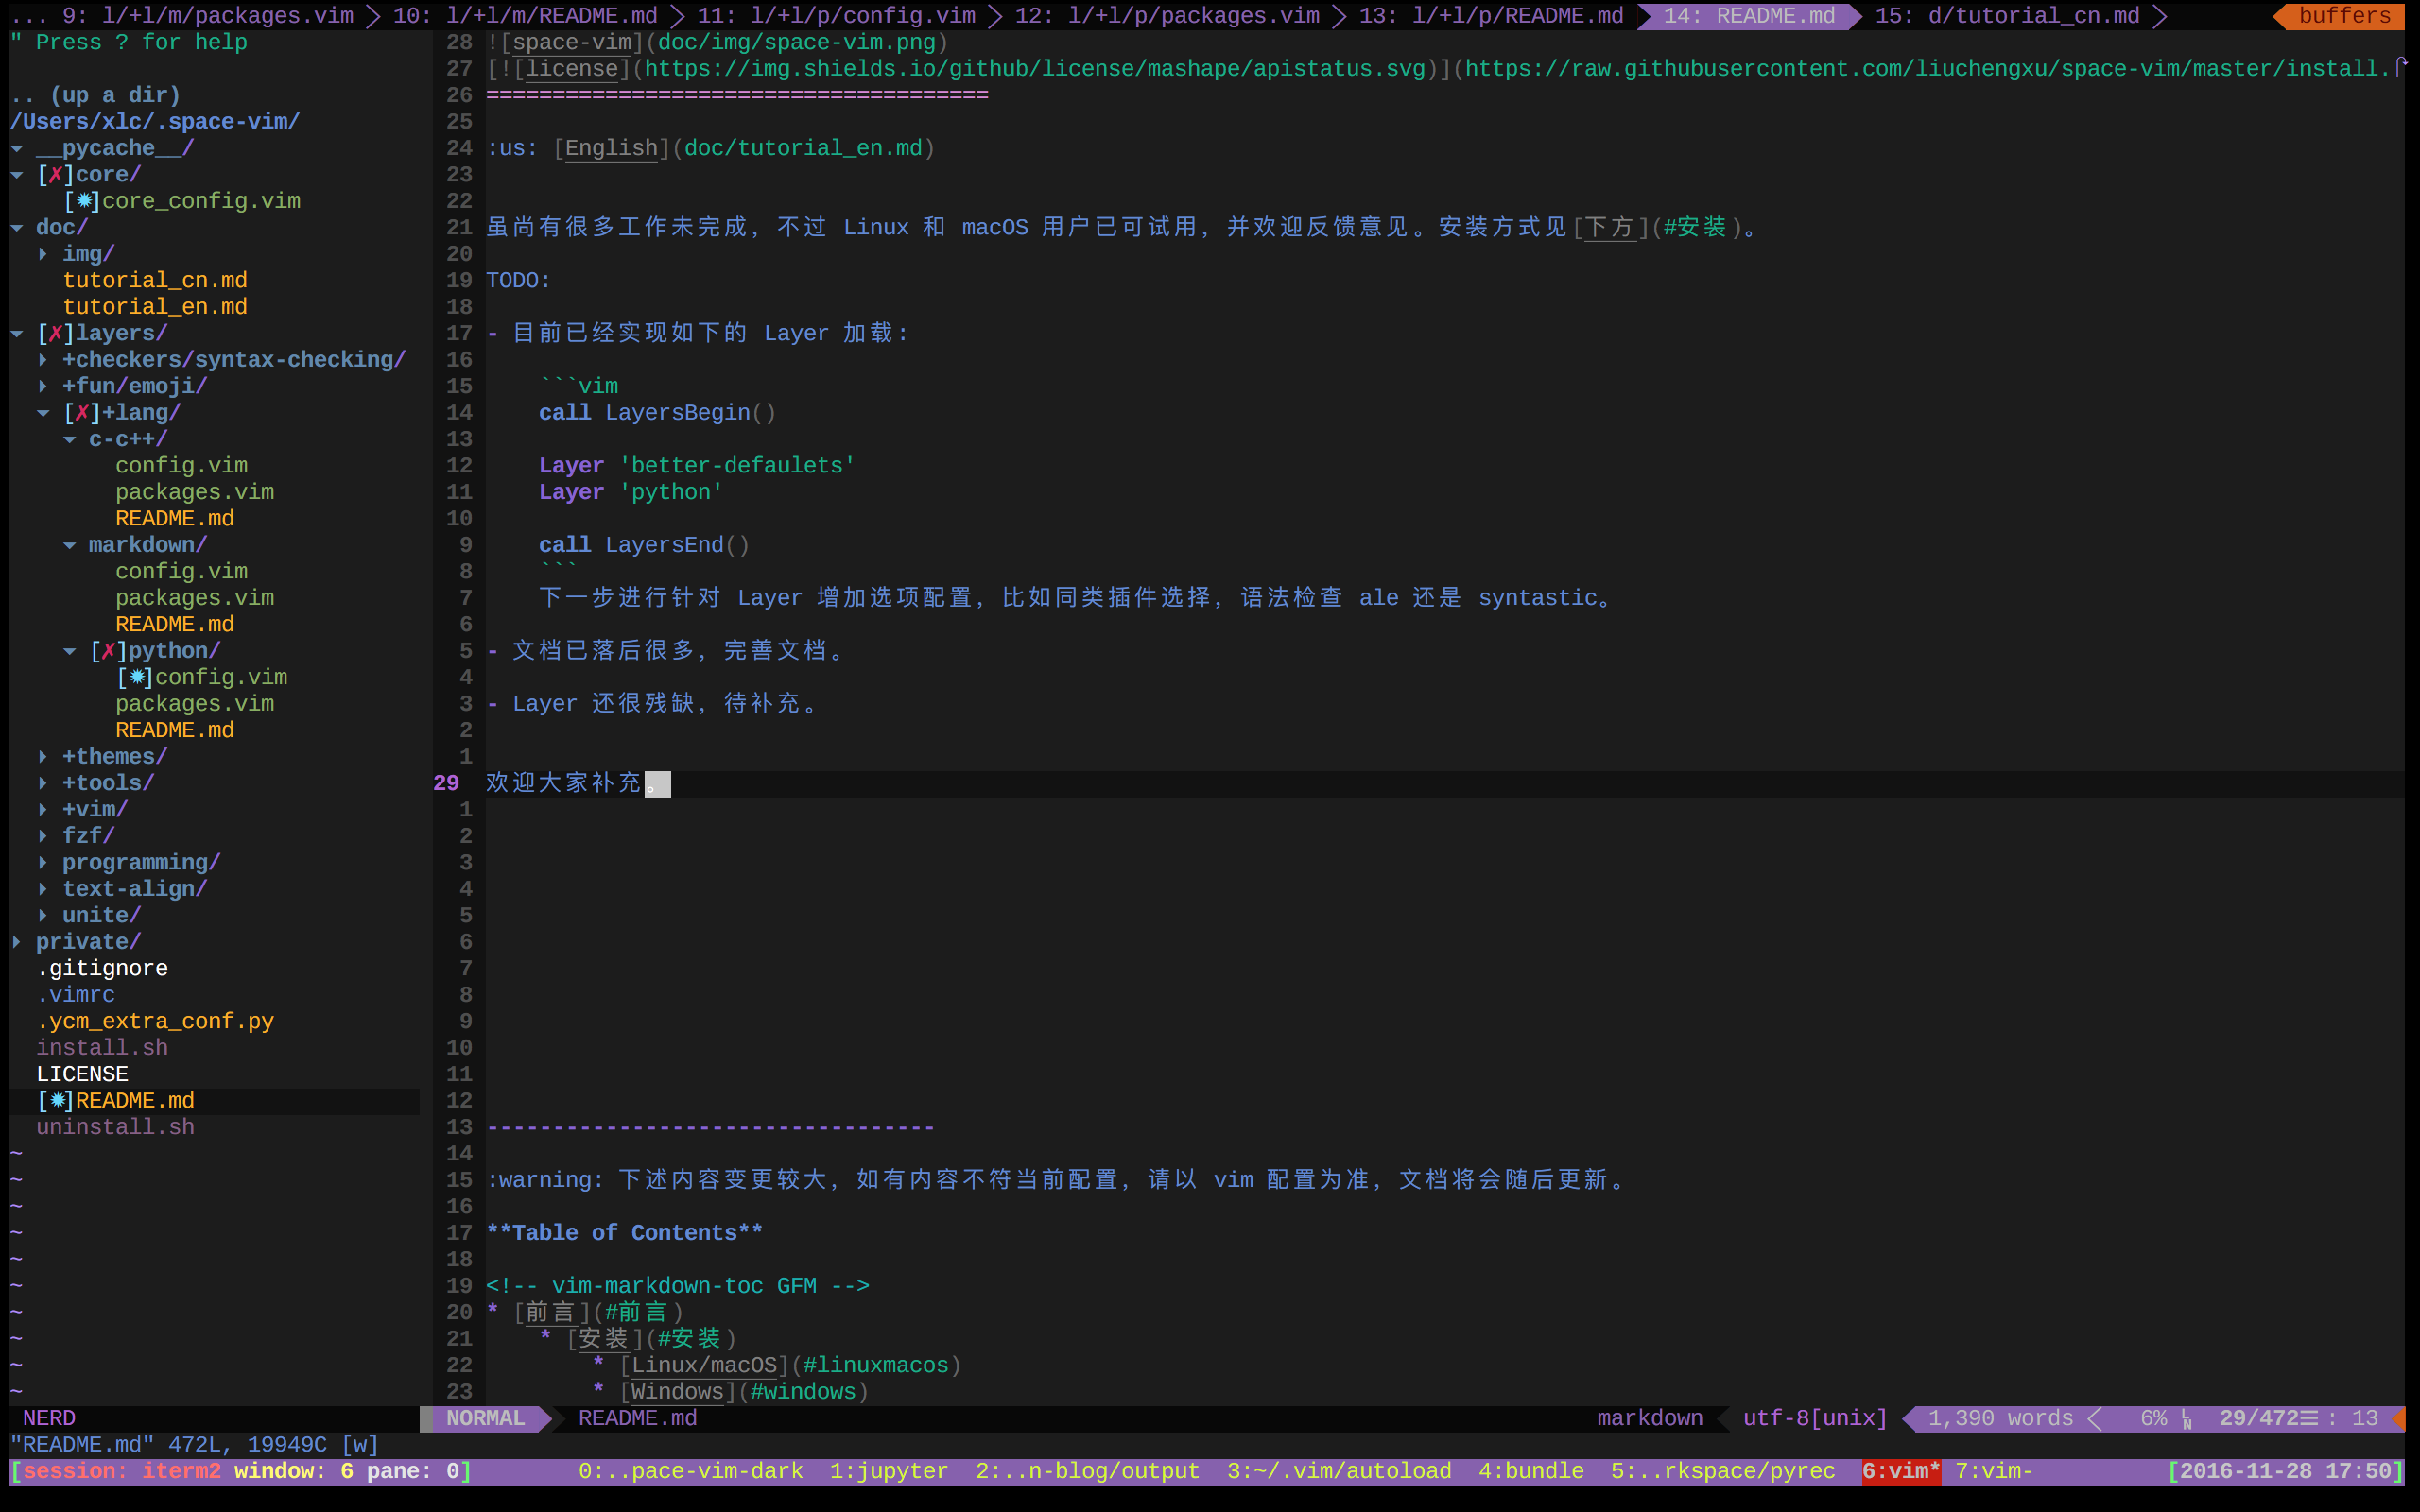 ... 9: l/+l/m/packages.vim 10: l/+l/m/README.md 11: l/+l/p/config.vim 12: l/+l/p/packages.vim 13: l/+l/p/README.md 14: README.md 15: d/tutorial_cn.md buffers
" Press ? for help
.. (up a dir)
/Users/xlc/.space-vim/
▾ __pycache__/
▾ [✗]core/
[✹]core_config.vim
▾ doc/
▸ img/
tutorial_cn.md
tutorial_en.md
▾ [✗]layers/
▸ +checkers/syntax-checking/
▸ +fun/emoji/
▾ [✗]+lang/
▾ c-c++/
config.vim
packages.vim
README.md
▾ markdown/
config.vim
packages.vim
README.md
▾ [✗]python/
[✹]config.vim
packages.vim
README.md
▸ +themes/
▸ +tools/
▸ +vim/
▸ fzf/
▸ programming/
▸ text-align/
▸ unite/
▸ private/
.gitignore
.vimrc
.ycm_extra_conf.py
install.sh
LICENSE
[✹]README.md
uninstall.sh
~
~
~
~
~
~
~
~
~
~
28 ![space-vim](doc/img/space-vim.png)
27 [![license](https://img.shields.io/github/license/mashape/apistatus.svg)](https://raw.githubusercontent.com/liuchengxu/space-vim/master/install.
26 ======================================
25
24 :us: [English](doc/tutorial_en.md)
23
22
21 虽尚有很多工作未完成，不过 Linux 和 macOS 用户已可试用，并欢迎反馈意见。安装方式见[下方](#安装)。
20
19 TODO:
18
17 - 目前已经实现如下的 Layer 加载：
16
15 ```vim
14 call LayersBegin()
13
12 Layer 'better-defaulets'
11 Layer 'python'
10
9 call LayersEnd()
8 ```
7 下一步进行针对 Layer 增加选项配置，比如同类插件选择，语法检查 ale 还是 syntastic。
6
5 - 文档已落后很多，完善文档。
4
3 - Layer 还很残缺，待补充。
2
1
29 欢迎大家补充。
1
2
3
4
5
6
7
8
9
10
11
12
13 ----------------------------------
14
15 :warning: 下述内容变更较大，如有内容不符当前配置，请以 vim 配置为准，文档将会随后更新。
16
17 **Table of Contents**
18
19 <!-- vim-markdown-toc GFM -->
20 * [前言](#前言)
21 * [安装](#安装)
22 * [Linux/macOS](#linuxmacos)
23 * [Windows](#windows)
NERD NORMAL README.md markdown utf-8[unix] 1,390 words 6% ␤ 29/472☰ : 13
"README.md" 472L, 19949C [w]
[session: iterm2 window: 6 pane: 0] 0:..pace-vim-dark 1:jupyter 2:..n-blog/output 3:~/.vim/autoload 4:bundle 5:..rkspace/pyrec 6:vim* 7:vim- [2016-11-28 17:50]